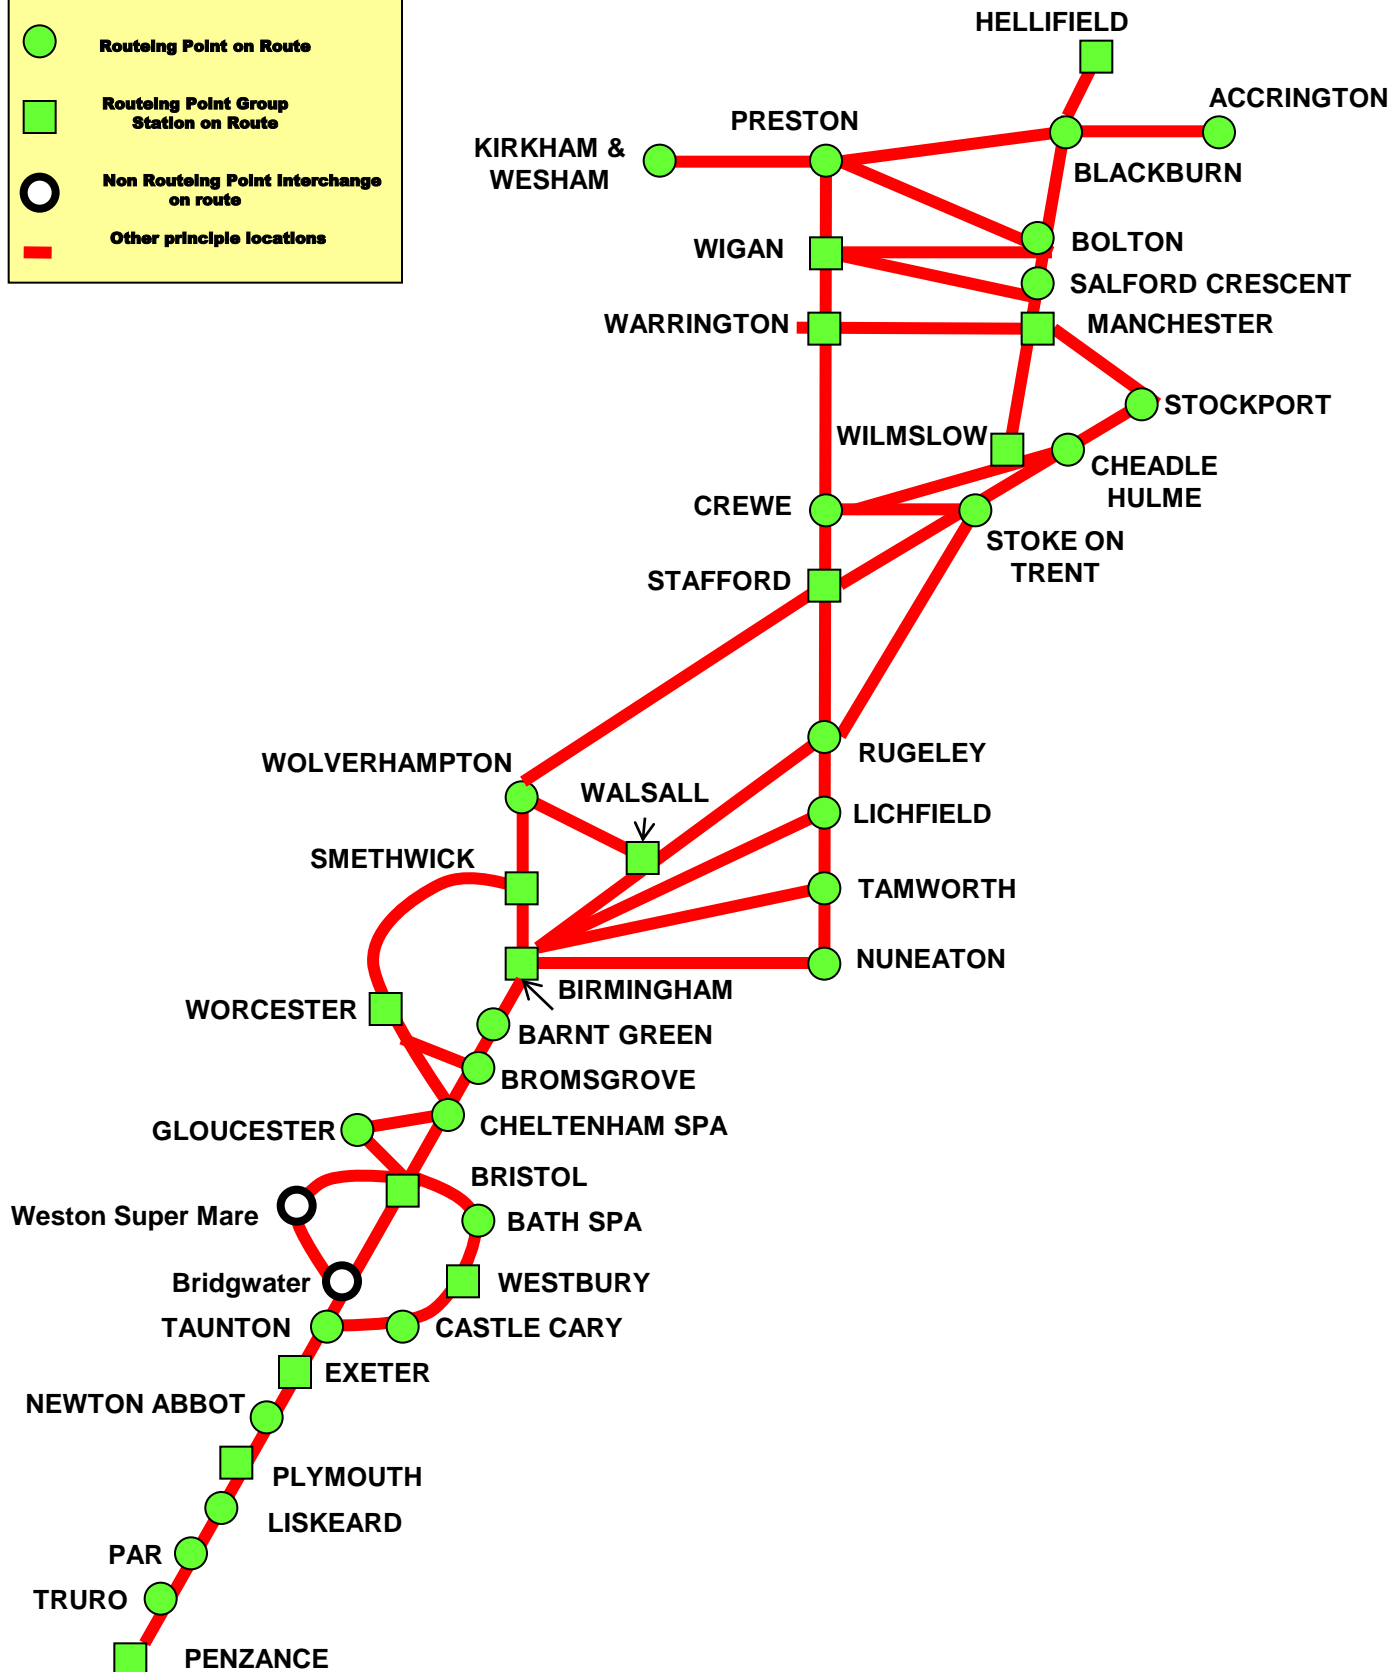 Routeing Point on Route
Routeing Point Group
Station on Route
Non Routeing Point Interchange
on route
Other principle locations
HELLIFIELD
ACCRINGTON
PRESTON
KIRKHAM &
WESHAM
BLACKBURN
WIGAN
BOLTON
SALFORD CRESCENT
WARRINGTON
MANCHESTER
STOCKPORT
WILMSLOW
CHEADLE
HULME
CREWE
STOKE ON
TRENT
STAFFORD
RUGELEY
WOLVERHAMPTON
WALSALL
LICHFIELD
SMETHWICK
TAMWORTH
NUNEATON
BIRMINGHAM
WORCESTER
BARNT GREEN
BROMSGROVE
GLOUCESTER
CHELTENHAM SPA
BRISTOL
Weston Super Mare
BATH SPA
Bridgwater
WESTBURY
TAUNTON
CASTLE CARY
EXETER
NEWTON ABBOT
PLYMOUTH
LISKEARD
PAR
TRURO
PENZANCE